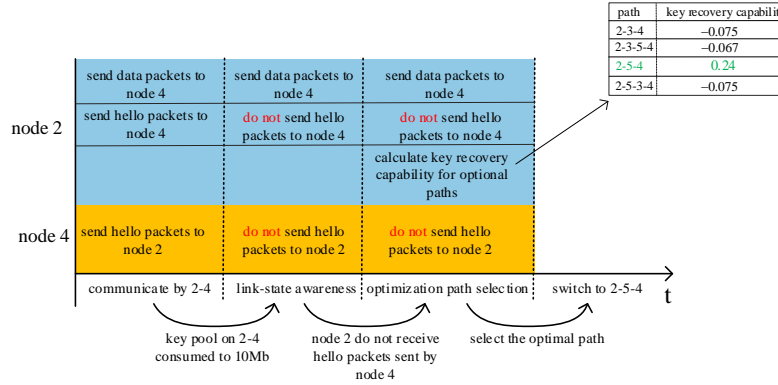 path key recovery capability
2-3-4 −0.075
2-3-5-4 −0.067
2-5-4 0.24
2-5-3-4 −0.075
node 2
send data packets to
node 4
send data packets to
node 4
send data packets to
node 4
send hello packets to
node 4
do not send hello
packets to node 4
do not send hello
packets to node 4
calculate key recovery
capability for optional
paths
node 4
send hello packets to
node 2
do not send hello
packets to node 2
do not send hello
packets to node 2
communicate by 2-4
link-state awareness
optimization path selection
switch to 2-5-4
t
key pool on 2-4
consumed to 10Mb
node 2 do not receive
hello packets sent by
node 4
select the optimal path